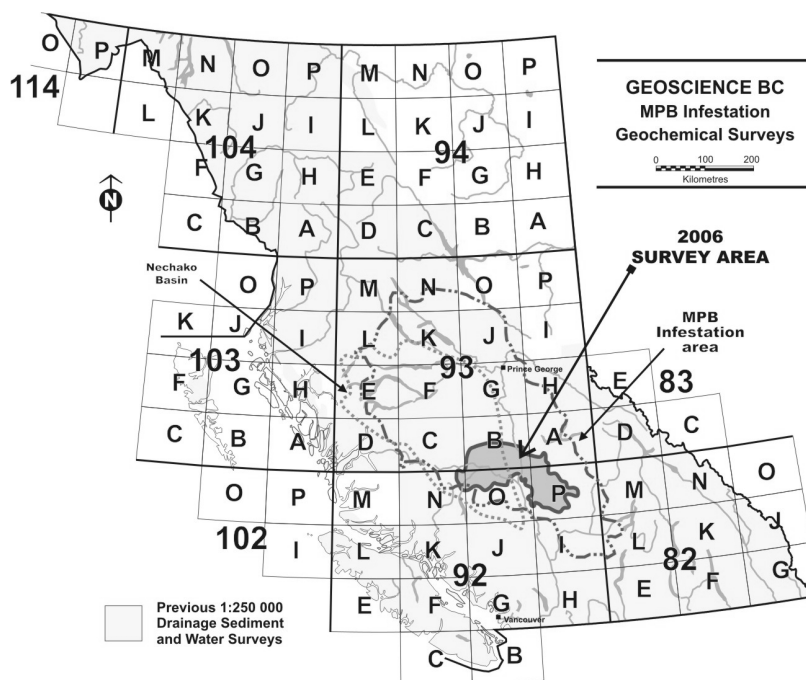 O P M N O P M N O P
114
L K J I L K J I
104 94
F G H E F G H
C B A D C B A
GEOSCIENCE BC
MPB Infestation
Geochemical Surveys
0 100 200
Kilometres
N
2006
SURVEY AREA
Nechako
Basin
O P M N O P
MPB
Infestation
area
K J I L K J I
103 93
Prince George
F G H E F G H E 83
C B A D C B A D C
O P M N O P M N O
102
I L K J I L K J
92 82
E F G H E F G
Vancouver
C B
Previous 1:250 000
Drainage Sediment
and Water Surveys